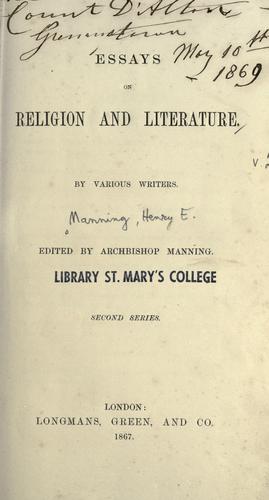 Count D'Alton
May 10th
1869
ESSAYS
ON
RELIGION AND LITERATURE.
v.2
BY VARIOUS WRITERS.
Manning, Henry E.
EDITED BY ARCHBISHOP MANNING.
LIBRARY ST. MARY'S COLLEGE
SECOND SERIES.
LONDON:
LONGMANS, GREEN, AND CO.
1867.